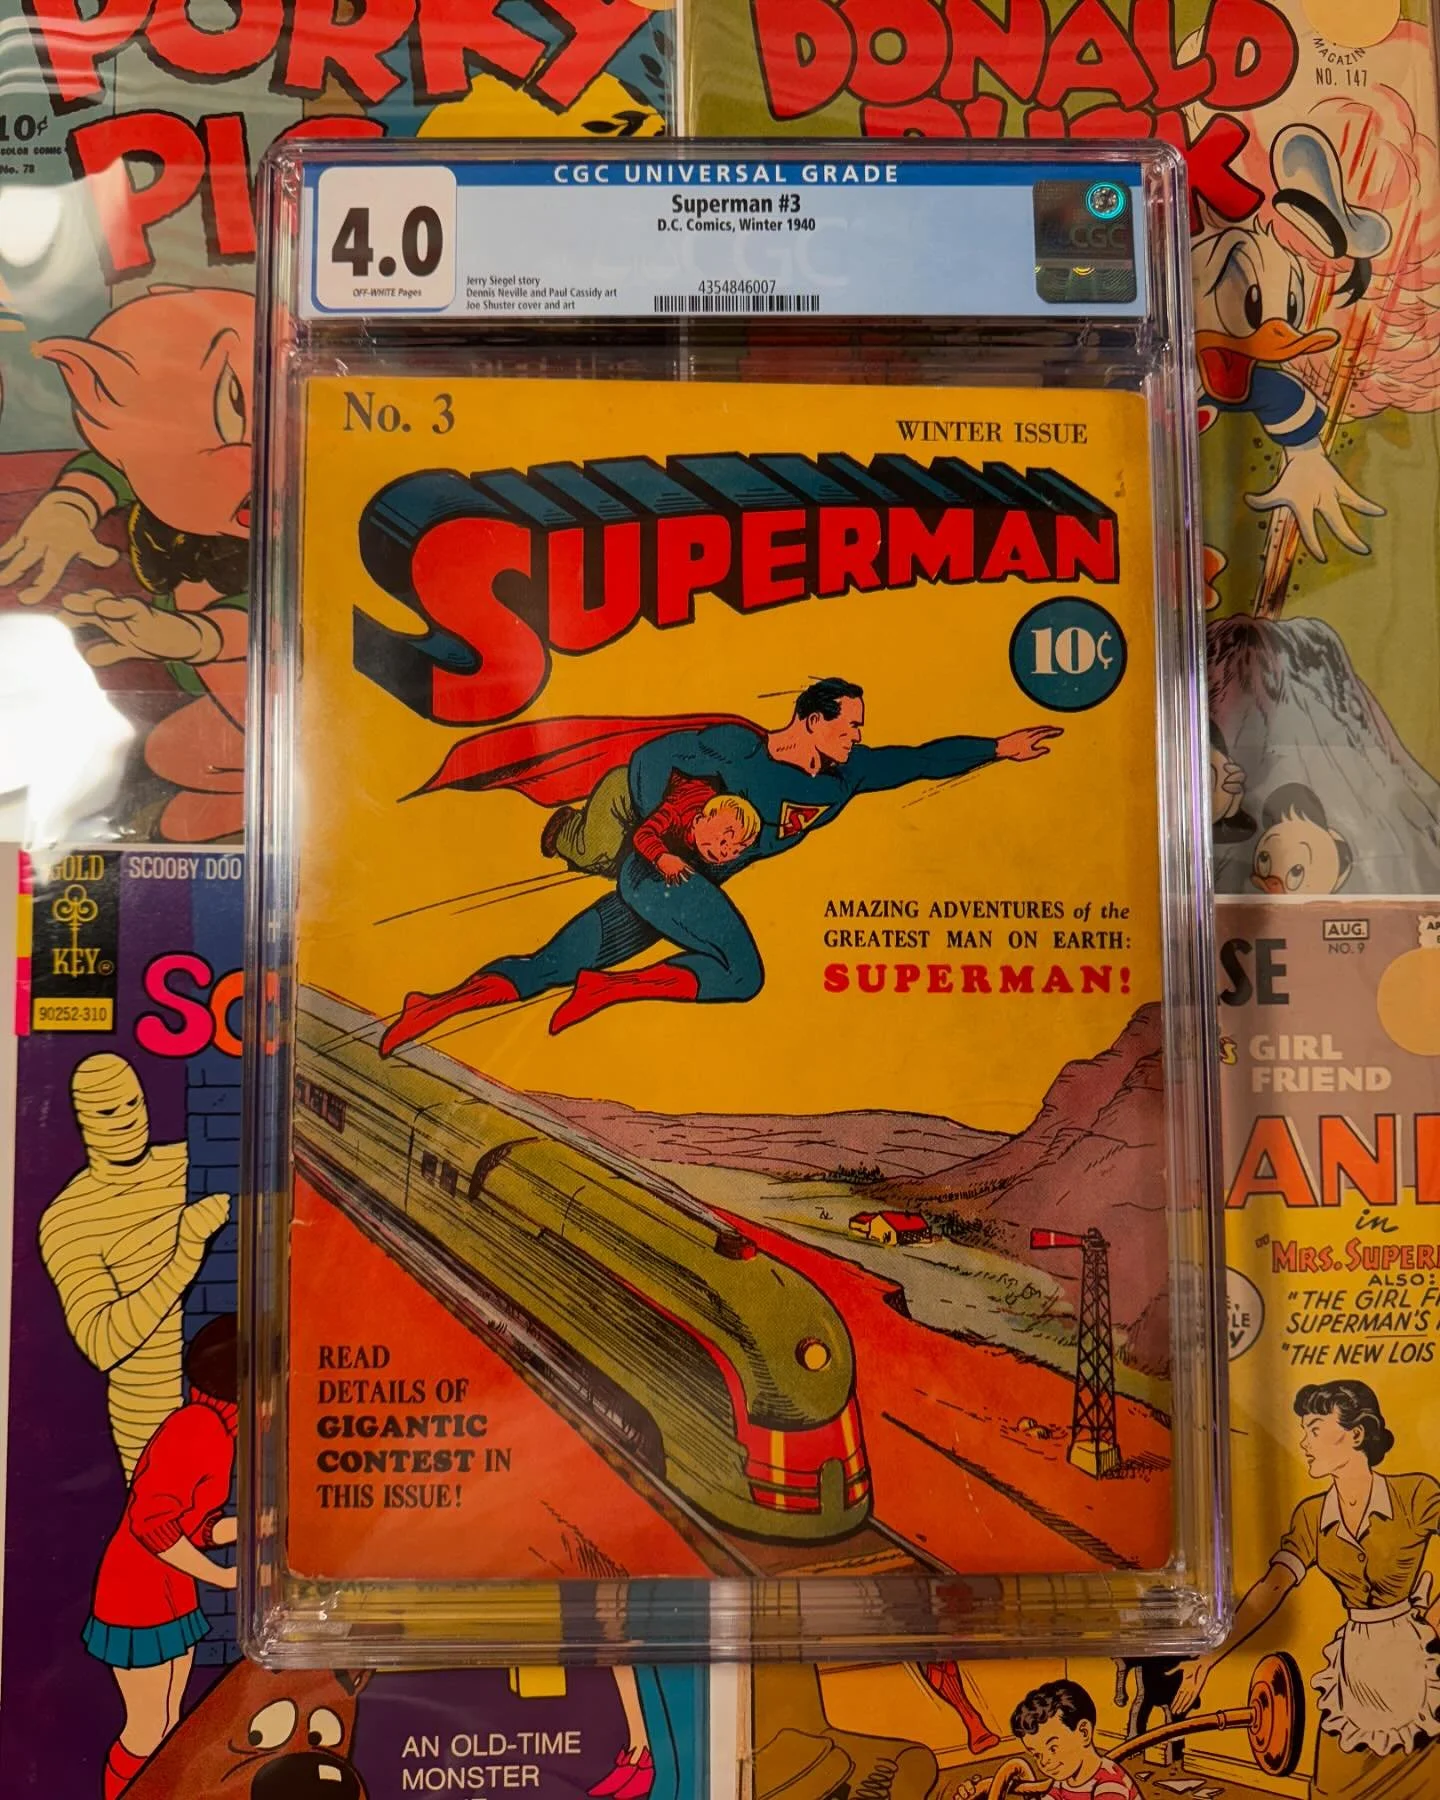 PORKY
PIG
10¢
No. 78
DONALD
DUCK
MAGAZINE
NO. 147
CGC UNIVERSAL GRADE
4.0
OFF-WHITE Pages
Superman #3
D.C. Comics, Winter 1940
Jerry Siegel story
Dennis Neville and Paul Cassidy art
Joe Shuster cover and art
4354846007
CGC
No. 3
WINTER ISSUE
SUPERMAN
10¢
AMAZING ADVENTURES of the
GREATEST MAN ON EARTH:
SUPERMAN!
READ
DETAILS OF
GIGANTIC
CONTEST IN
THIS ISSUE!
GOLD
KEY®
90252-310
SCOOBY DOO
SC
AN OLD-TIME
MONSTER
SE
AUG.
NO. 9
GIRL
FRIEND
AN
in
"MRS. SUPER
ALSO:
"THE GIRL F
SUPERMAN'S
"THE NEW LOIS